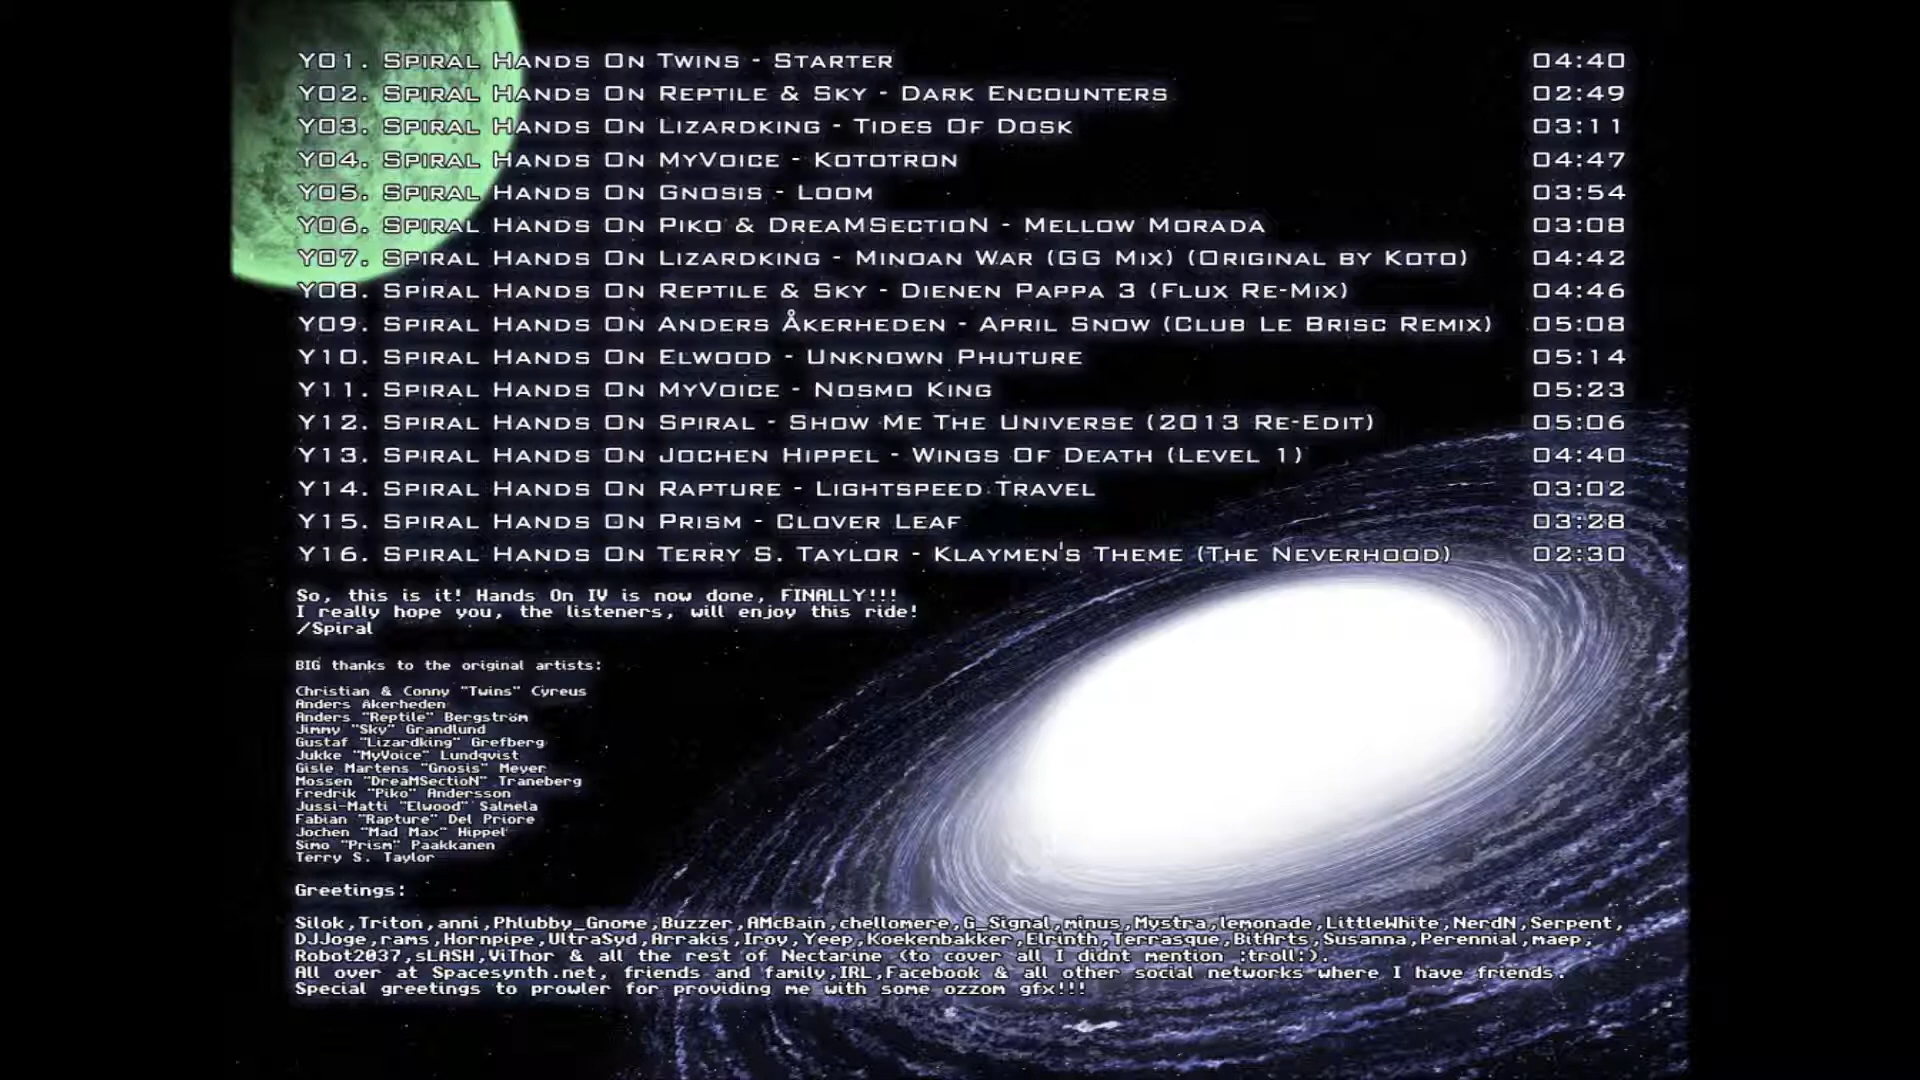 Y01. Spiral Hands On Twins - Starter 04:40
Y02. Spiral Hands On Reptile & Sky - Dark Encounters 02:49
Y03. Spiral Hands On Lizardking - Tides Of Dosk 03:11
Y04. Spiral Hands On MyVoice - Kototron 04:47
Y05. Spiral Hands On Gnosis - Loom 03:54
Y06. Spiral Hands On Piko & DreaMSectioN - Mellow Morada 03:08
Y07. Spiral Hands On Lizardking - Minoan War (GG Mix) (Original by Koto) 04:42
Y08. Spiral Hands On Reptile & Sky - Dienen Pappa 3 (Flux Re-Mix) 04:46
Y09. Spiral Hands On Anders Åkerheden - April Snow (Club Le Brisc Remix) 05:08
Y10. Spiral Hands On Elwood - Unknown Phuture 05:14
Y11. Spiral Hands On MyVoice - Nosmo King 05:23
Y12. Spiral Hands On Spiral - Show Me The Universe (2013 Re-Edit) 05:06
Y13. Spiral Hands On Jochen Hippel - Wings Of Death (Level 1) 04:40
Y14. Spiral Hands On Rapture - Lightspeed Travel 03:02
Y15. Spiral Hands On Prism - Clover Leaf 03:28
Y16. Spiral Hands On Terry S. Taylor - Klaymen's Theme (The Neverhood) 02:30
So, this is it! Hands On IV is now done, FINALLY!!!
I really hope you, the listeners, will enjoy this ride!
/Spiral
BIG thanks to the original artists:
Christian & Conny "Twins" Cyreus
Anders Åkerheden
Anders "Reptile" Bergström
Jimmy "Sky" Grandlund
Gustaf "Lizardking" Grefberg
Jukke "MyVoice" Lundqvist
Gisle Martens "Gnosis" Meyer
Mossen "DreaMSectioN" Traneberg
Fredrik "Piko" Andersson
Jussi-Matti "Elwood" Salmela
Fabian "Rapture" Del Priore
Jochen "Mad Max" Hippel
Simo "Prism" Paakkanen
Terry S. Taylor
Greetings:
Silok,Triton,anni,Phlubby_Gnome,Buzzer,AMcBain,chellomere,G_Signal,minus,Mystra,lemonade,LittleWhite,NerdN,Serpent,
DJJoge,rams,Hornpipe,UltraSyd,Arrakis,Iroy,Yeep,Koekenbakker,Elrinth,Terrasque,BitArts,Susanna,Perennial,maep,
Robot2037,sLASH,ViThor & all the rest of Nectarine (to cover all I didnt mention :troll:).
All over at Spacesynth.net, friends and family,IRL,Facebook & all other social networks where I have friends.
Special greetings to prowler for providing me with some ozzom gfx!!!